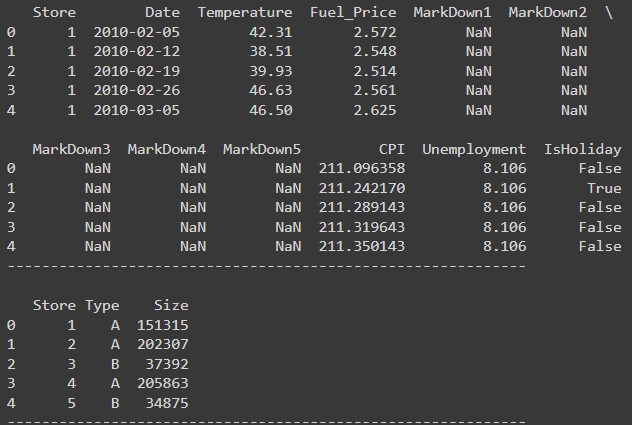 Store        Date  Temperature  Fuel_Price  MarkDown1  MarkDown2  \
0      1  2010-02-05        42.31       2.572        NaN        NaN
1      1  2010-02-12        38.51       2.548        NaN        NaN
2      1  2010-02-19        39.93       2.514        NaN        NaN
3      1  2010-02-26        46.63       2.561        NaN        NaN
4      1  2010-03-05        46.50       2.625        NaN        NaN
   MarkDown3  MarkDown4  MarkDown5         CPI  Unemployment  IsHoliday
0        NaN        NaN        NaN  211.096358         8.106      False
1        NaN        NaN        NaN  211.242170         8.106       True
2        NaN        NaN        NaN  211.289143         8.106      False
3        NaN        NaN        NaN  211.319643         8.106      False
4        NaN        NaN        NaN  211.350143         8.106      False
------------------------------------------------------------
   Store Type    Size
0      1    A  151315
1      2    A  202307
2      3    B   37392
3      4    A  205863
4      5    B   34875
------------------------------------------------------------